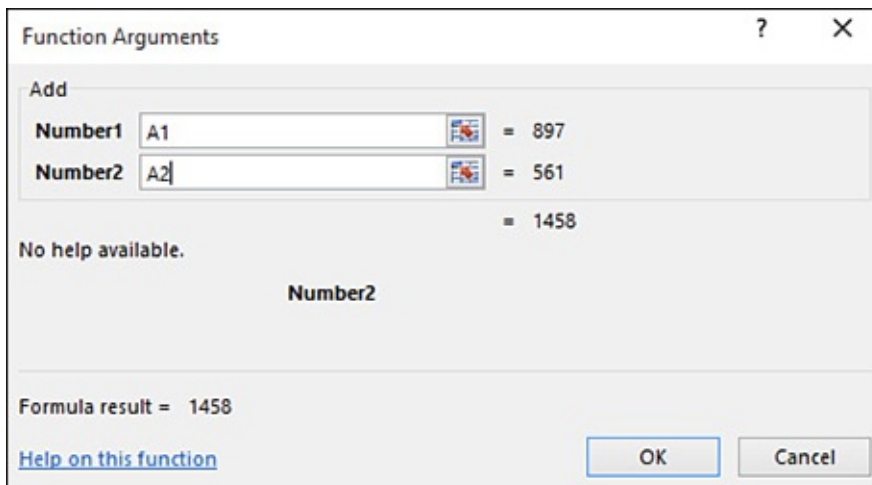 Function Arguments ? X
Add
Number1 A1 = 897
Number2 A2 = 561
= 1458
No help available.
Number2
Formula result = 1458
Help on this function OK Cancel